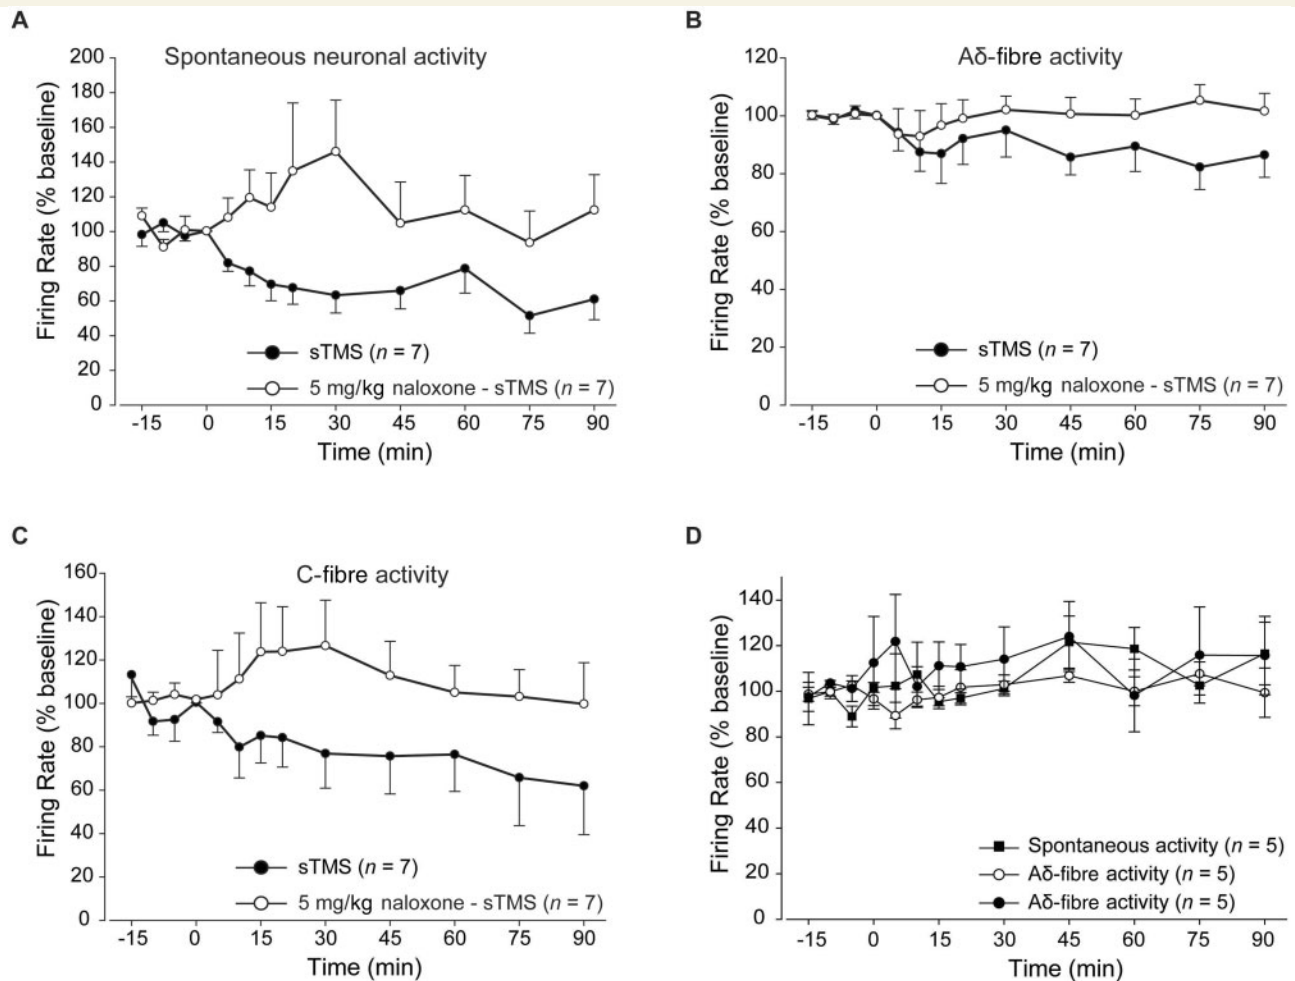 A
Spontaneous neuronal activity
Firing Rate (% baseline)
200
180
160
140
120
100
80
60
40
20
0
sTMS (n = 7)
5 mg/kg naloxone - sTMS (n = 7)
-15 0 15 30 45 60 75 90
Time (min)
B
Aδ-fibre activity
Firing Rate (% baseline)
120
100
80
60
40
20
0
sTMS (n = 7)
5 mg/kg naloxone - sTMS (n = 7)
-15 0 15 30 45 60 75 90
Time (min)
C
C-fibre activity
Firing Rate (% baseline)
160
140
120
100
80
60
40
20
0
sTMS (n = 7)
5 mg/kg naloxone - sTMS (n = 7)
-15 0 15 30 45 60 75 90
Time (min)
D
Firing Rate (% baseline)
140
120
100
80
60
40
20
0
Spontaneous activity (n = 5)
Aδ-fibre activity (n = 5)
Aδ-fibre activity (n = 5)
-15 0 15 30 45 60 75 90
Time (min)